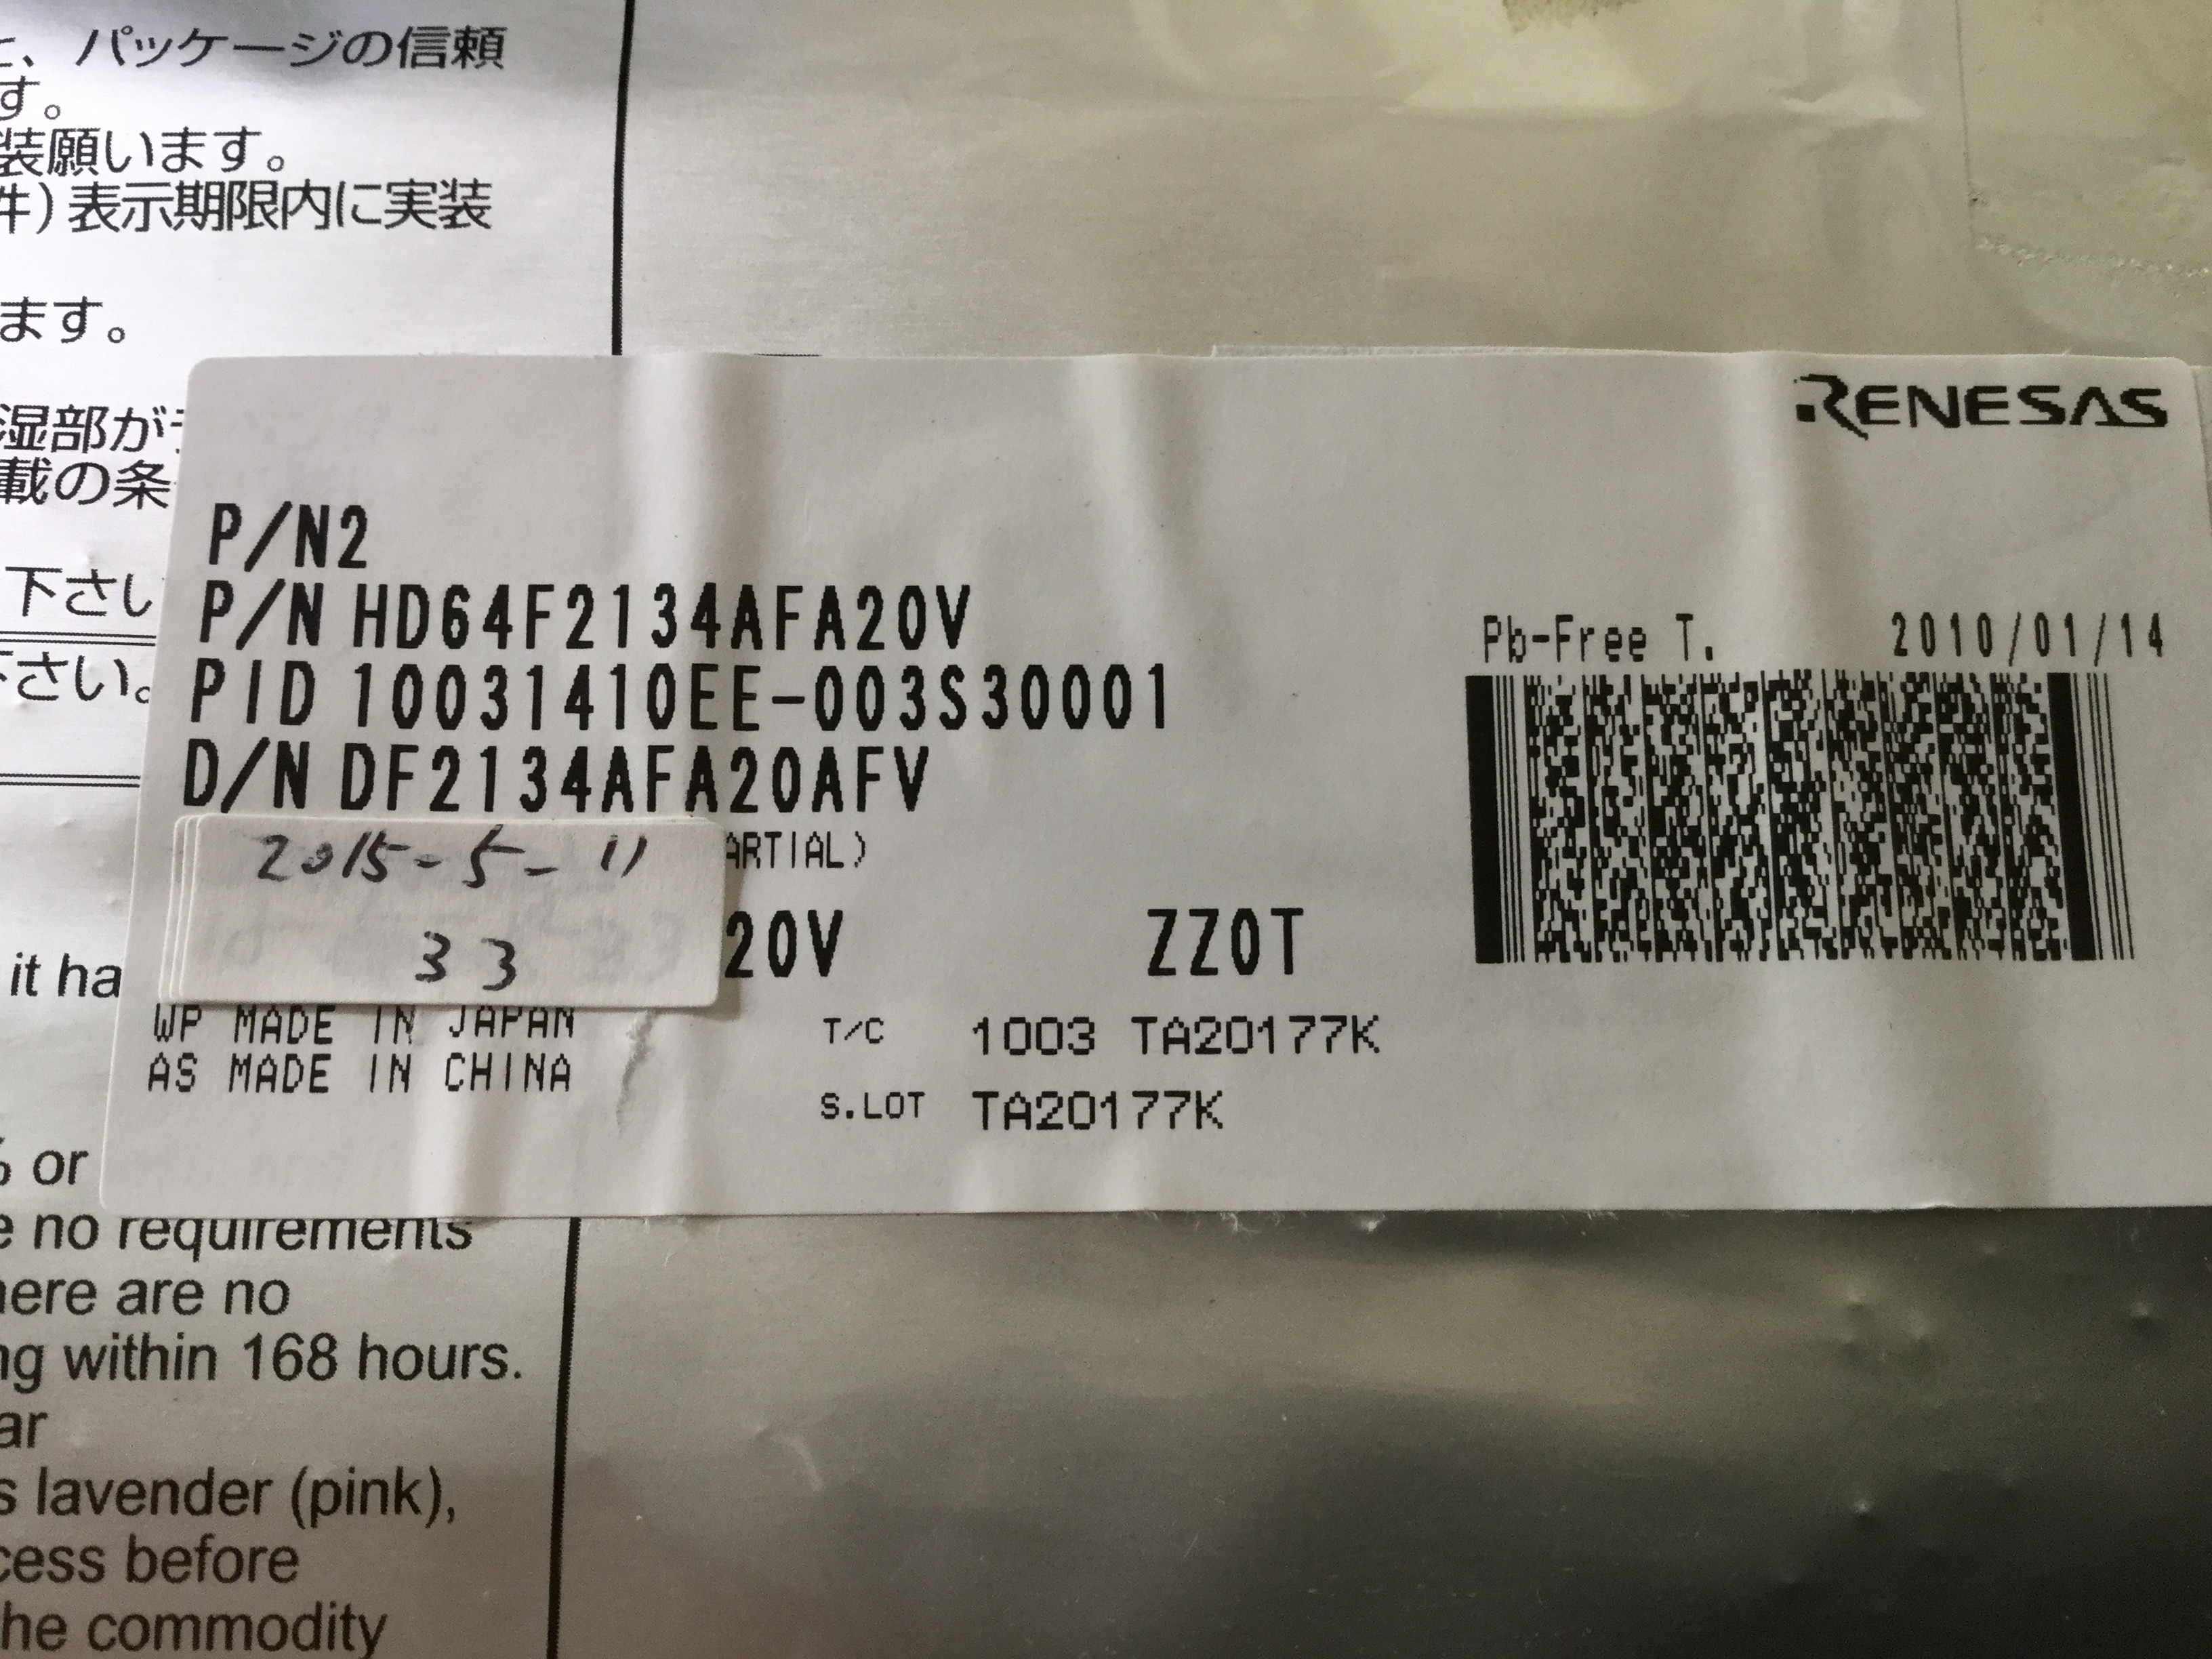 、パッケージの信頼
す。
装願います。
件)表示期限内に実装
ます。
湿部が
載の条
下さい
下さい。
RENESAS
P/N2
P/N HD64F2134AFA20V
PID 10031410EE-003S30001
D/N DF2134AFA20AFV
Pb-Free T. 2010/01/14
2015-5-11
33
ARTIAL)
20V ZZ0T
WP MADE IN JAPAN
AS MADE IN CHINA
T/C 1003 TA20177K
S.LOT TA20177K
it ha
% or
e no requirements
here are no
ng within 168 hours.
ar
s lavender (pink),
cess before
he commodity